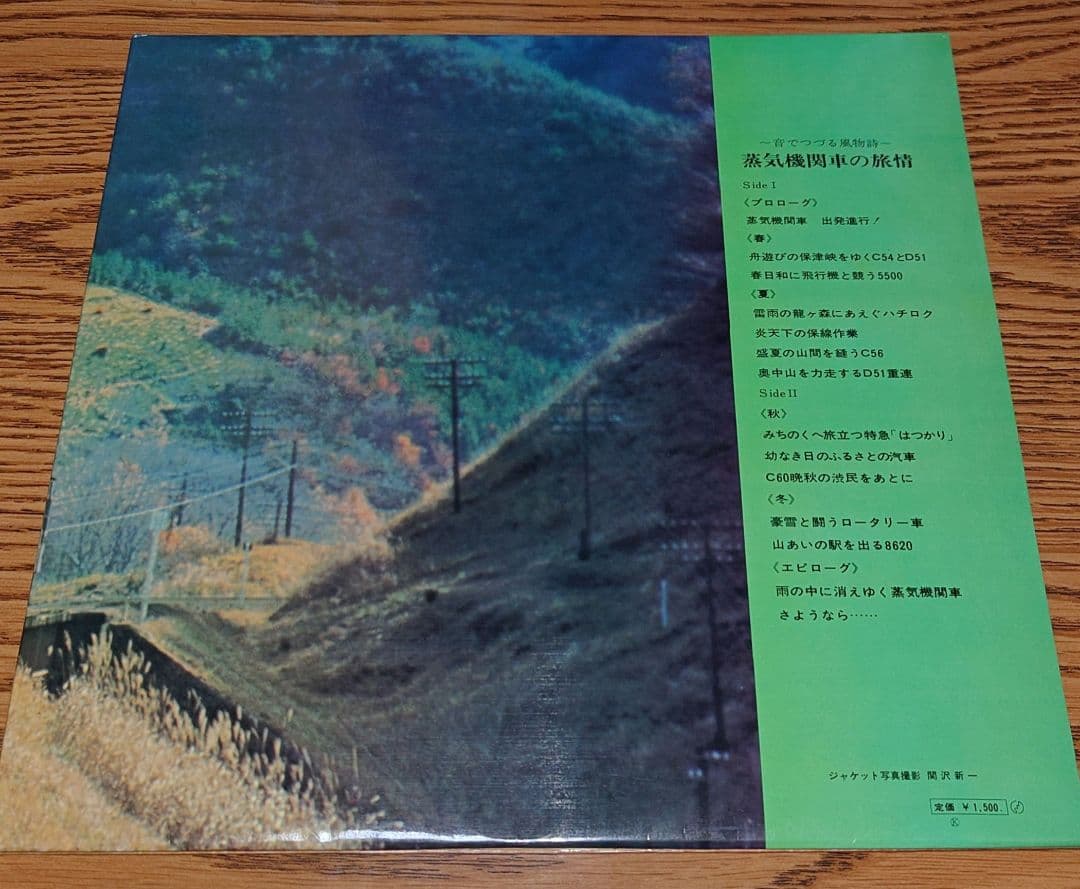 〜音でつづる風物詩〜
蒸気機関車の旅情
Side I
《プロローグ》
蒸気機関車 出発進行!
《春》
舟遊びの保津峡をゆくC54とD51
春日和に飛行機と競う5500
《夏》
雷雨の龍ヶ森にあえぐハチロク
炎天下の保線作業
盛夏の山間を縫うC56
奥中山を力走するD51重連
Side II
《秋》
みちのくへ旅立つ特急「はつかり」
幼なき日のふるさとの汽車
C60晩秋の渋民をあとに
《冬》
豪雪と闘うロータリー車
山あいの駅を出る8620
《エピローグ》
雨の中に消えゆく蒸気機関車
さようなら……
ジャケット写真撮影 関沢新一
定価 ¥1,500.
Ⓚ